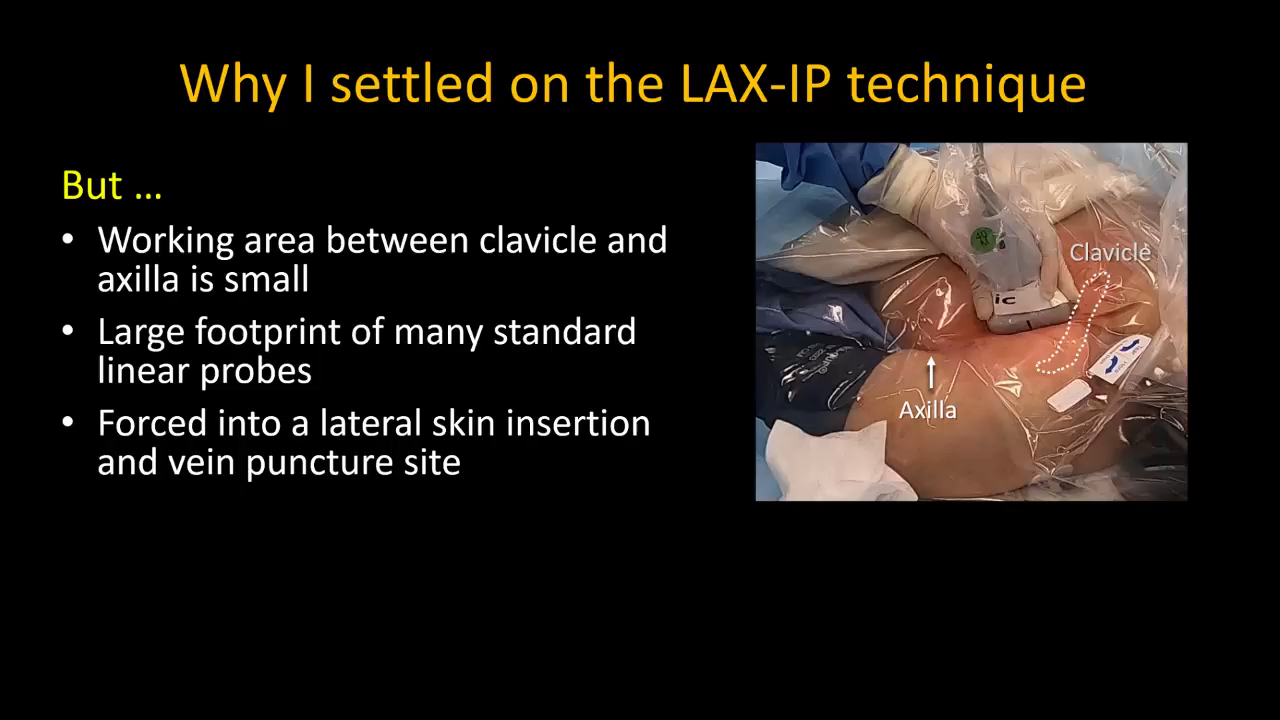 Why I settled on the LAX-IP technique
But ...
• Working area between clavicle and
axilla is small
• Large footprint of many standard
linear probes
• Forced into a lateral skin insertion
and vein puncture site
Clavicle
ic
Axilla